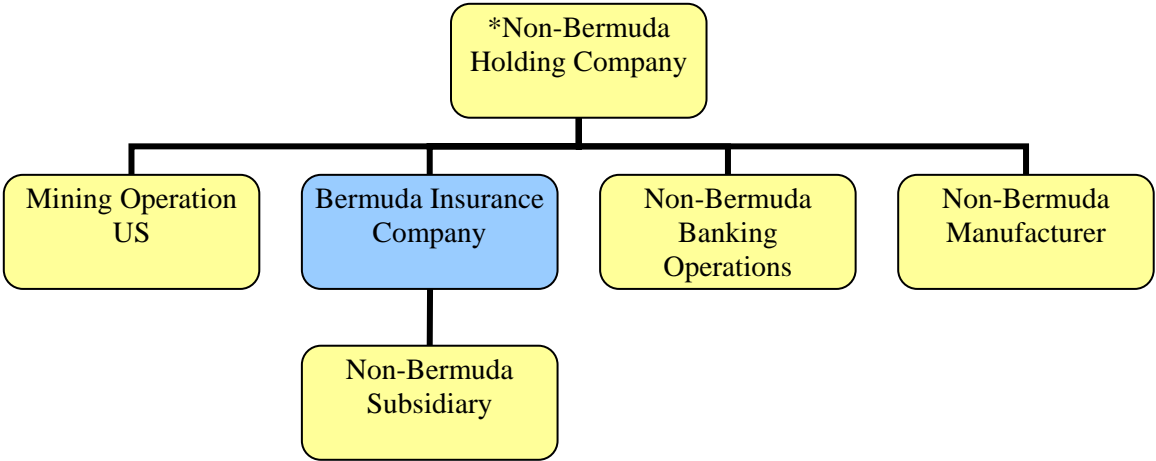 *Non-Bermuda
Holding Company
Mining Operation
US
Bermuda Insurance
Company
Non-Bermuda
Banking
Operations
Non-Bermuda
Manufacturer
Non-Bermuda
Subsidiary